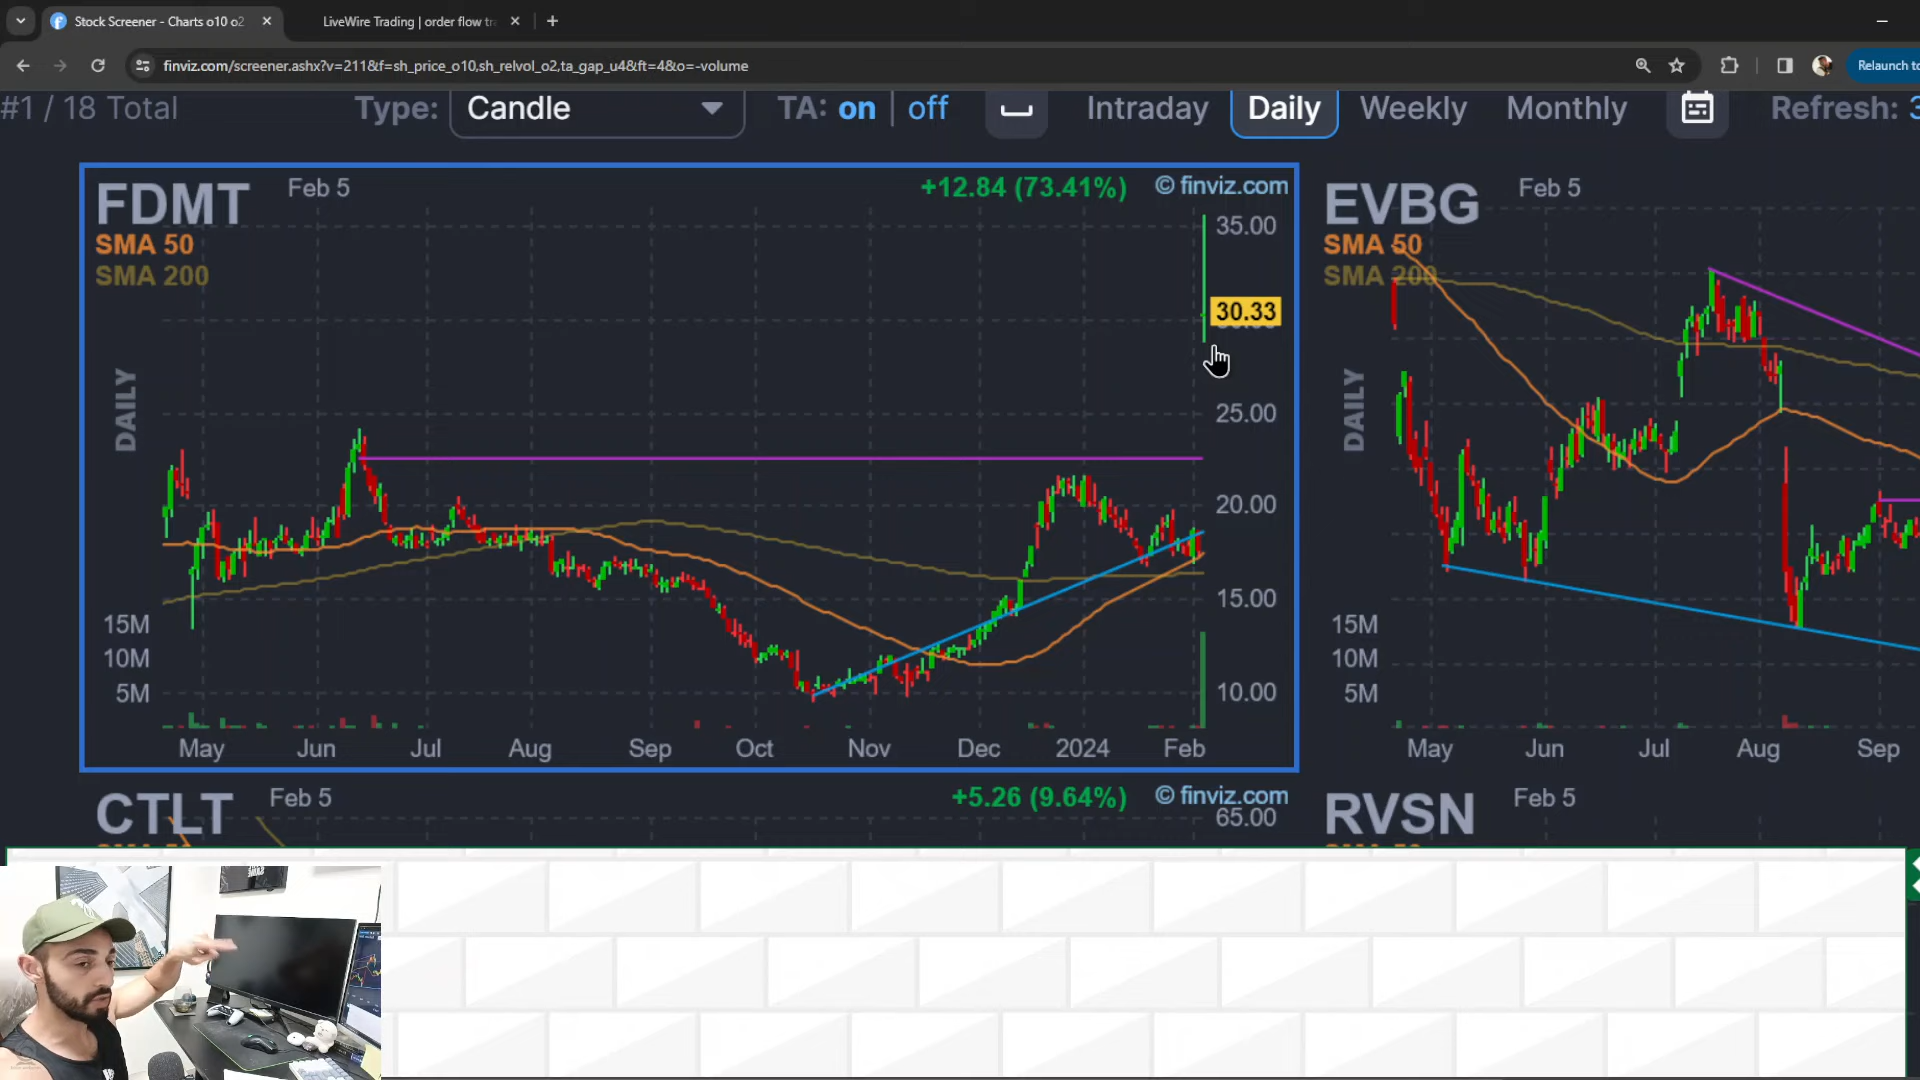 Stock Screener - Charts o10 o2
LiveWire Trading | order flow tr
finviz.com/screener.ashx?v=211&f=sh_price_o10,sh_relvol_o2,ta_gap_u4&ft=4&o=-volume
Relaunch to
#1 / 18 Total
Type: Candle
TA: on | off
Intraday Daily Weekly Monthly
Refresh: 3
FDMT Feb 5 +12.84 (73.41%) © finviz.com
SMA 50
SMA 200
DAILY
35.00
30.33
25.00
20.00
15.00
10.00
15M
10M
5M
May Jun Jul Aug Sep Oct Nov Dec 2024 Feb
EVBG Feb 5
SMA 50
SMA 200
DAILY
15M
10M
5M
May Jun Jul Aug Sep
CTLT Feb 5 +5.26 (9.64%) © finviz.com
65.00
RVSN Feb 5